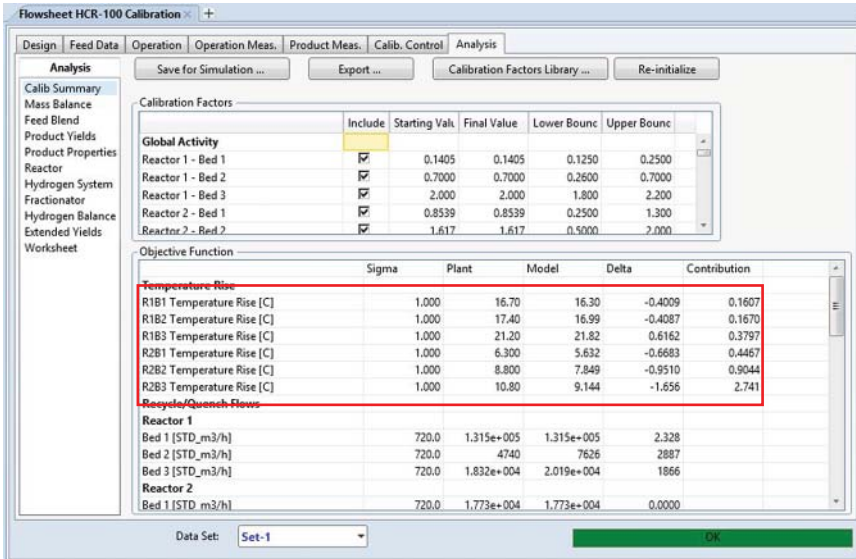 Flowsheet HCR-100 Calibration × +
Design Feed Data Operation Operation Meas. Product Meas. Calib. Control Analysis
Analysis
Calib Summary
Mass Balance
Feed Blend
Product Yields
Product Properties
Reactor
Hydrogen System
Fractionator
Hydrogen Balance
Extended Yields
Worksheet
Save for Simulation ... Export ... Calibration Factors Library ... Re-initialize
Calibration Factors
Include Starting Valu Final Value Lower Bounc Upper Bounc
Global Activity
Reactor 1 - Bed 1 0.1405 0.1405 0.1250 0.2500
Reactor 1 - Bed 2 0.7000 0.7000 0.2600 0.7000
Reactor 1 - Bed 3 2.000 2.000 1.800 2.200
Reactor 2 - Bed 1 0.8539 0.8539 0.2500 1.300
Reactor 2 - Bed 2 1.617 1.617 0.5000 2.000
Objective Function
Sigma Plant Model Delta Contribution
Temperature Rise
R1B1 Temperature Rise [C] 1.000 16.70 16.30 -0.4009 0.1607
R1B2 Temperature Rise [C] 1.000 17.40 16.99 -0.4087 0.1670
R1B3 Temperature Rise [C] 1.000 21.20 21.82 0.6162 0.3797
R2B1 Temperature Rise [C] 1.000 6.300 5.632 -0.6683 0.4467
R2B2 Temperature Rise [C] 1.000 8.800 7.849 -0.9510 0.9044
R2B3 Temperature Rise [C] 1.000 10.80 9.144 -1.656 2.741
Recycle/Quench Flows
Reactor 1
Bed 1 [STD_m3/h] 720.0 1.315e+005 1.315e+005 2.328
Bed 2 [STD_m3/h] 720.0 4740 7626 2887
Bed 3 [STD_m3/h] 720.0 1.832e+004 2.019e+004 1866
Reactor 2
Bed 1 [STD_m3/h] 720.0 1.773e+004 1.773e+004 0.0000
Data Set: Set-1 OK